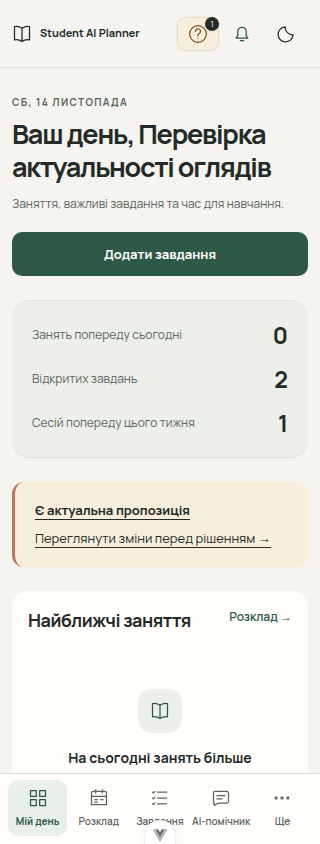 Student AI Planner
1
СБ, 14 ЛИСТОПАДА
Ваш день, Перевірка
актуальності оглядів
Заняття, важливі завдання та час для навчання.
Додати завдання
Занять попереду сьогодні
0
Відкритих завдань
2
Сесій попереду цього тижня
1
Є актуальна пропозиція
Переглянути зміни перед рішенням →
Найближчі заняття
Розклад →
На сьогодні занять більше
Мій день
Розклад
Завдання
AI-помічник
Ще